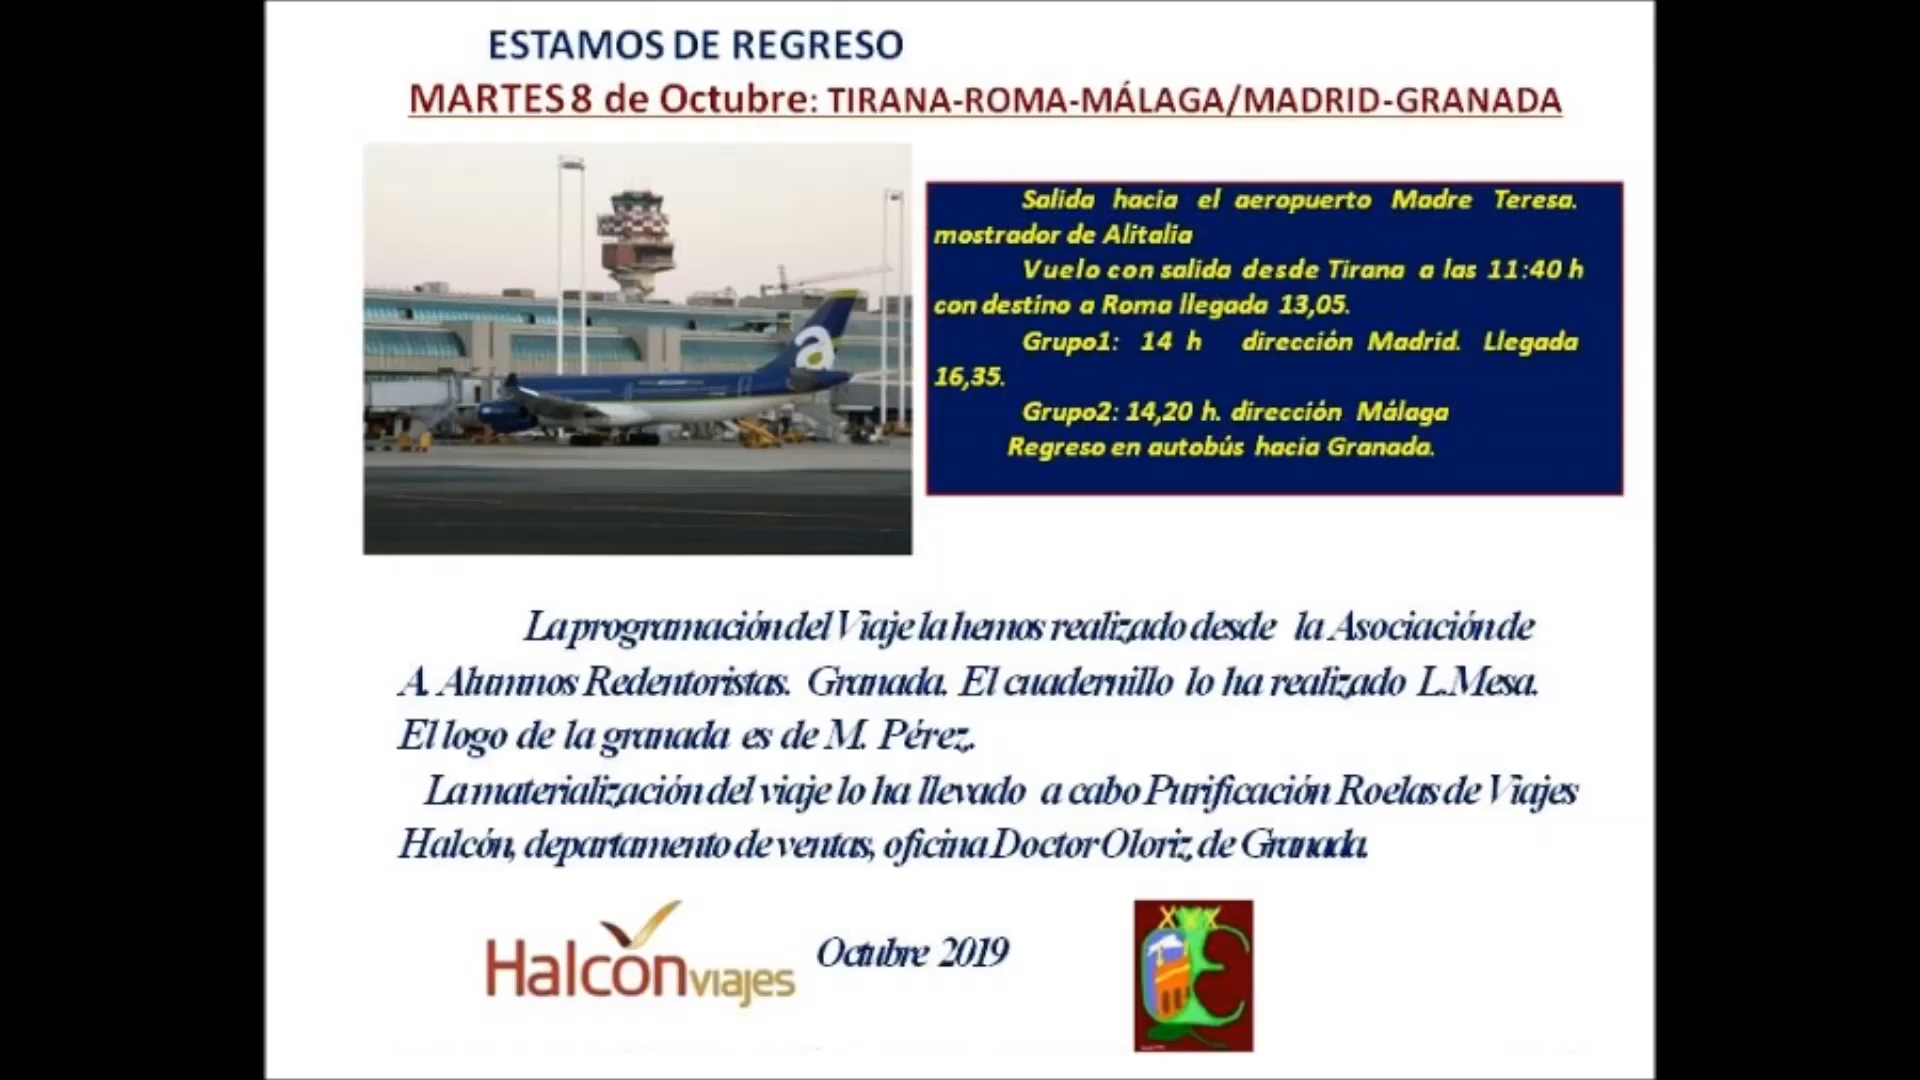 ESTAMOS DE REGRESO
MARTES 8 de Octubre: TIRANA-ROMA-MÁLAGA/MADRID-GRANADA
Salida hacia el aeropuerto Madre Teresa.
mostrador de Alitalia
Vuelo con salida desde Tirana a las 11:40 h
con destino a Roma llegada 13,05.
Grupo1: 14 h dirección Madrid. Llegada
16,35.
Grupo2: 14,20 h. dirección Málaga
Regreso en autobús hacia Granada.
La programación del Viaje la hemos realizado desde la Asociación de
A. Alumnos Redentoristas. Granada. El cuadernillo lo ha realizado L.Mesa.
El logo de la granada es de M. Pérez.
La materialización del viaje lo ha llevado a cabo Purificación Roelas de Viajes
Halcón, departamento de ventas, oficina Doctor Oloriz, de Granada.
Halcón viajes
Octubre 2019
XXX